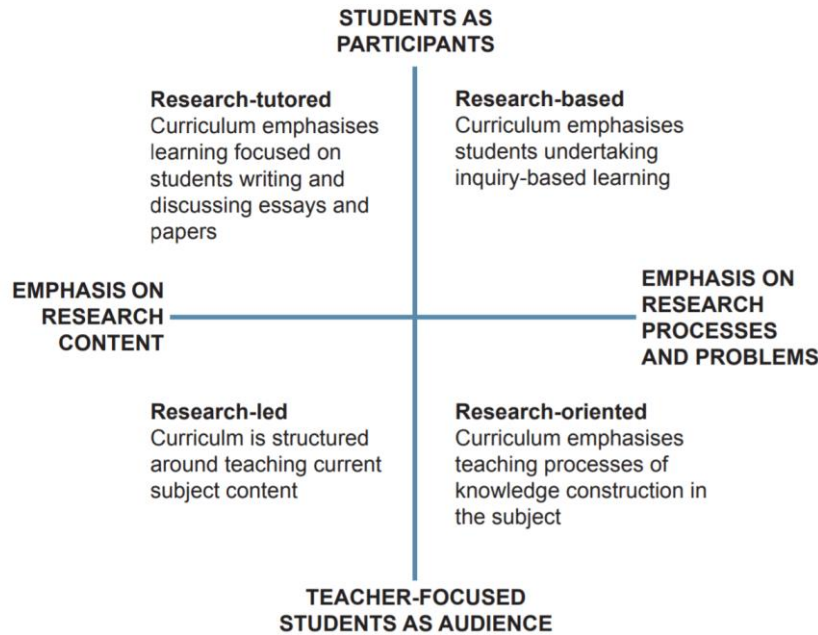 STUDENTS AS
PARTICIPANTS
Research-tutored
Curriculum emphasises
learning focused on
students writing and
discussing essays and
papers
Research-based
Curriculum emphasises
students undertaking
inquiry-based learning
EMPHASIS ON
RESEARCH
CONTENT
EMPHASIS ON
RESEARCH
PROCESSES
AND PROBLEMS
Research-led
Curriculm is structured
around teaching current
subject content
Research-oriented
Curriculum emphasises
teaching processes of
knowledge construction in
the subject
TEACHER-FOCUSED
STUDENTS AS AUDIENCE